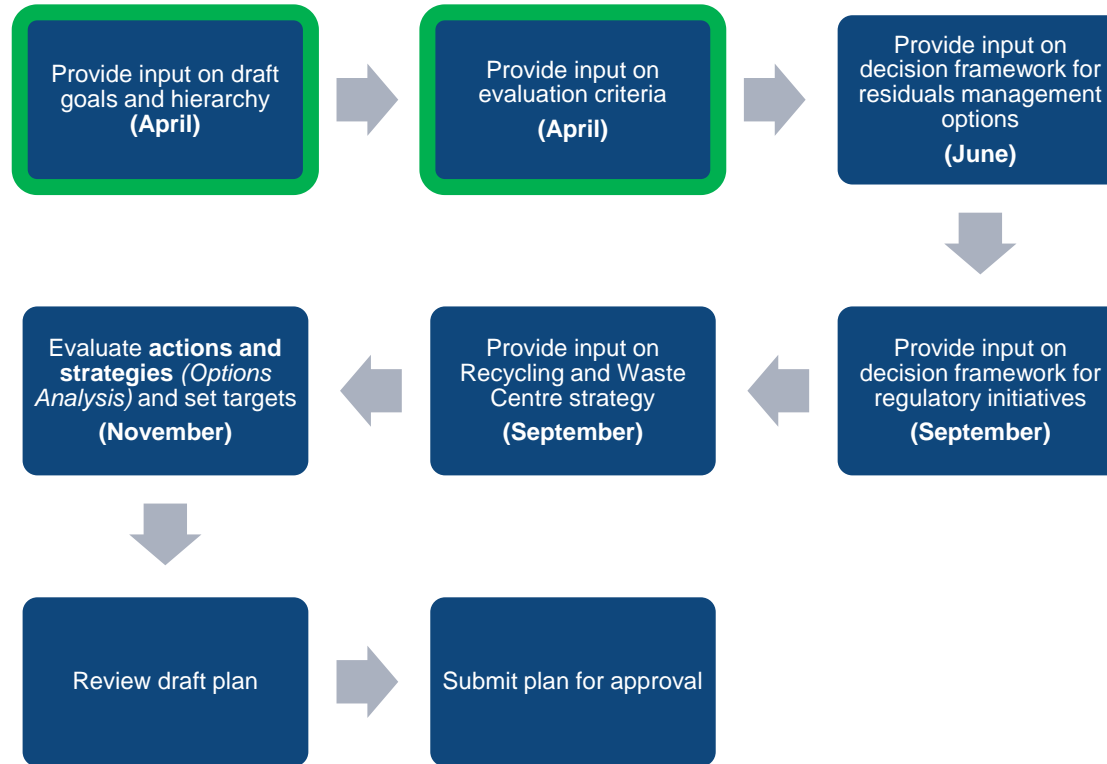 Provide input on draft
goals and hierarchy
(April)
Provide input on
evaluation criteria
(April)
Provide input on
decision framework for
residuals management
options
(June)
Provide input on
decision framework for
regulatory initiatives
(September)
Provide input on
Recycling and Waste
Centre strategy
(September)
Evaluate actions and
strategies (Options
Analysis) and set targets
(November)
Review draft plan
Submit plan for approval